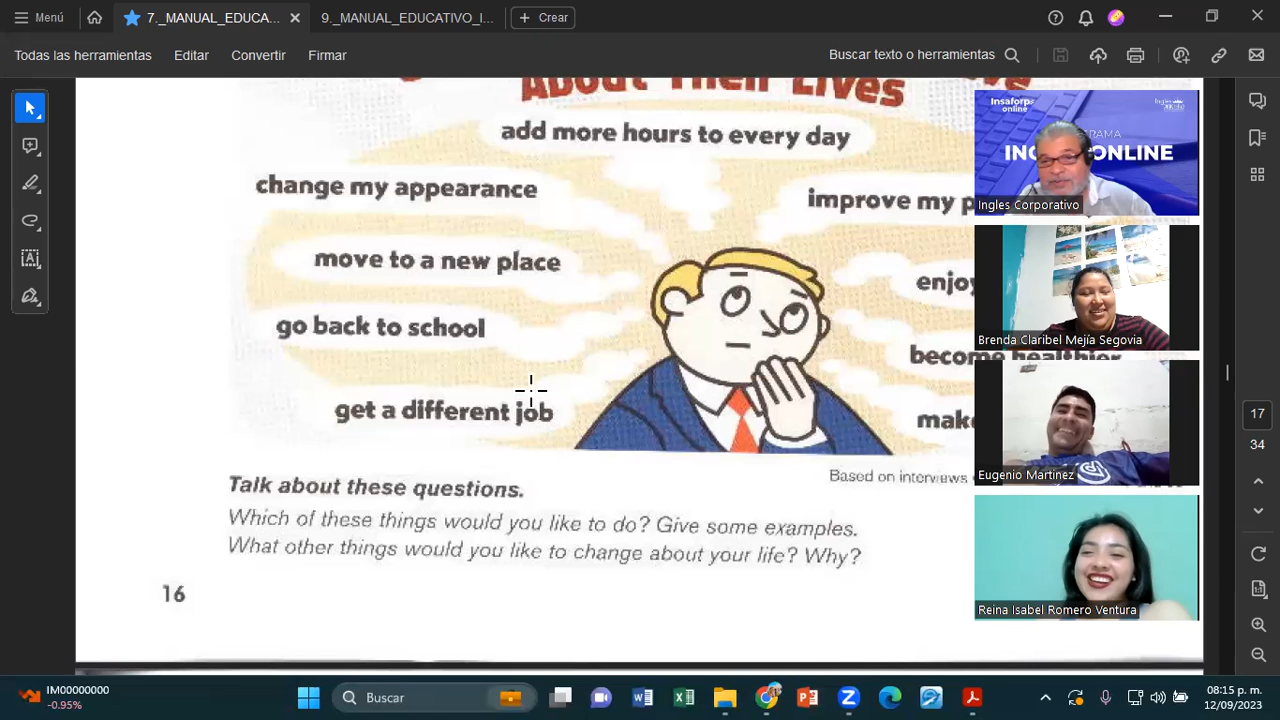 Menú
7._MANUAL_EDUCA...
9._MANUAL_EDUCATIVO_I...
Crear
Todas las herramientas
Editar
Convertir
Firmar
Buscar texto o herramientas
About Their Lives
add more hours to every day
change my appearance
improve my p
move to a new place
enjoy
go back to school
become healthier
get a different job
make
Based on interviews
Talk about these questions.
Which of these things would you like to do? Give some examples.
What other things would you like to change about your life? Why?
16
Insaforp
online
INGLES ONLINE
Ingles Corporativo
Brenda Claribel Mejía Segovia
Eugenio Martinez
Reina Isabel Romero Ventura
17
34
IM00000000
-0.95%
Buscar
08:15 p. m.
12/09/2023